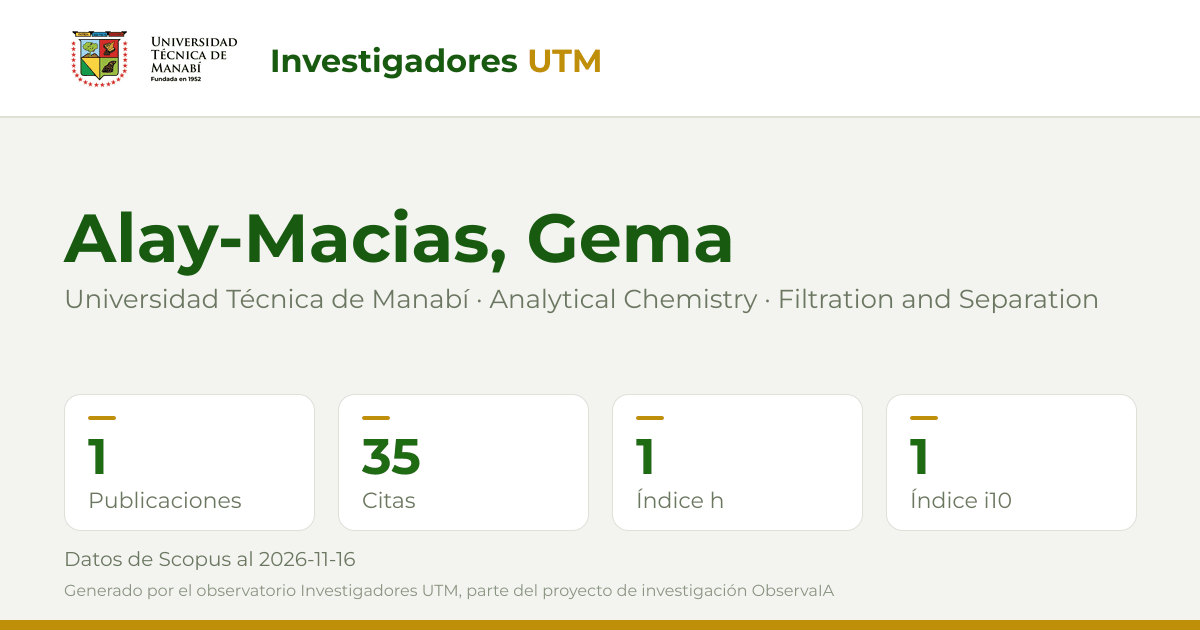 UNIVERSIDAD
TÉCNICA DE
MANABÍ
Fundada en 1952
Investigadores UTM
Alay-Macias, Gema
Universidad Técnica de Manabí · Analytical Chemistry · Filtration and Separation
1
Publicaciones
35
Citas
1
Índice h
1
Índice i10
Datos de Scopus al 2026-11-16
Generado por el observatorio Investigadores UTM, parte del proyecto de investigación ObservaIA